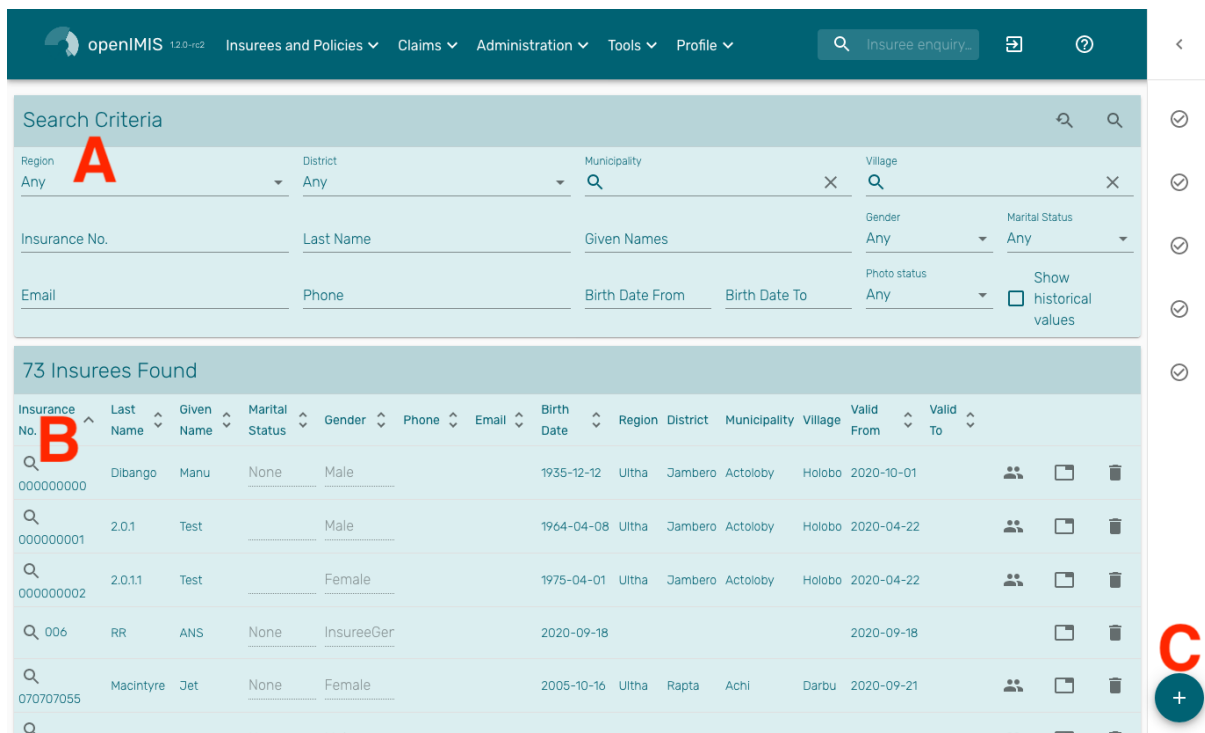 openIMIS 1.2.0-rc2 Insurees and Policies Claims Administration Tools Profile Insuree enquiry...
Search Criteria
A
Region District Municipality Village
Any Any
Gender Marital Status
Insurance No. Last Name Given Names Any Any
Photo status
Email Phone Birth Date From Birth Date To Any Show historical values
73 Insurees Found
Insurance No. Last Name Given Name Marital Status Gender Phone Email Birth Date Region District Municipality Village Valid From Valid To
B
000000000 Dibango Manu None Male 1935-12-12 Ultha Jambero Actoloby Holobo 2020-10-01
000000001 2.0.1 Test Male 1964-04-08 Ultha Jambero Actoloby Holobo 2020-04-22
000000002 2.0.1.1 Test Female 1975-04-01 Ultha Jambero Actoloby Holobo 2020-04-22
006 RR ANS None InsureeGer 2020-09-18 2020-09-18
C
070707055 Macintyre Jet None Female 2005-10-16 Ultha Rapta Achi Darbu 2020-09-21
+